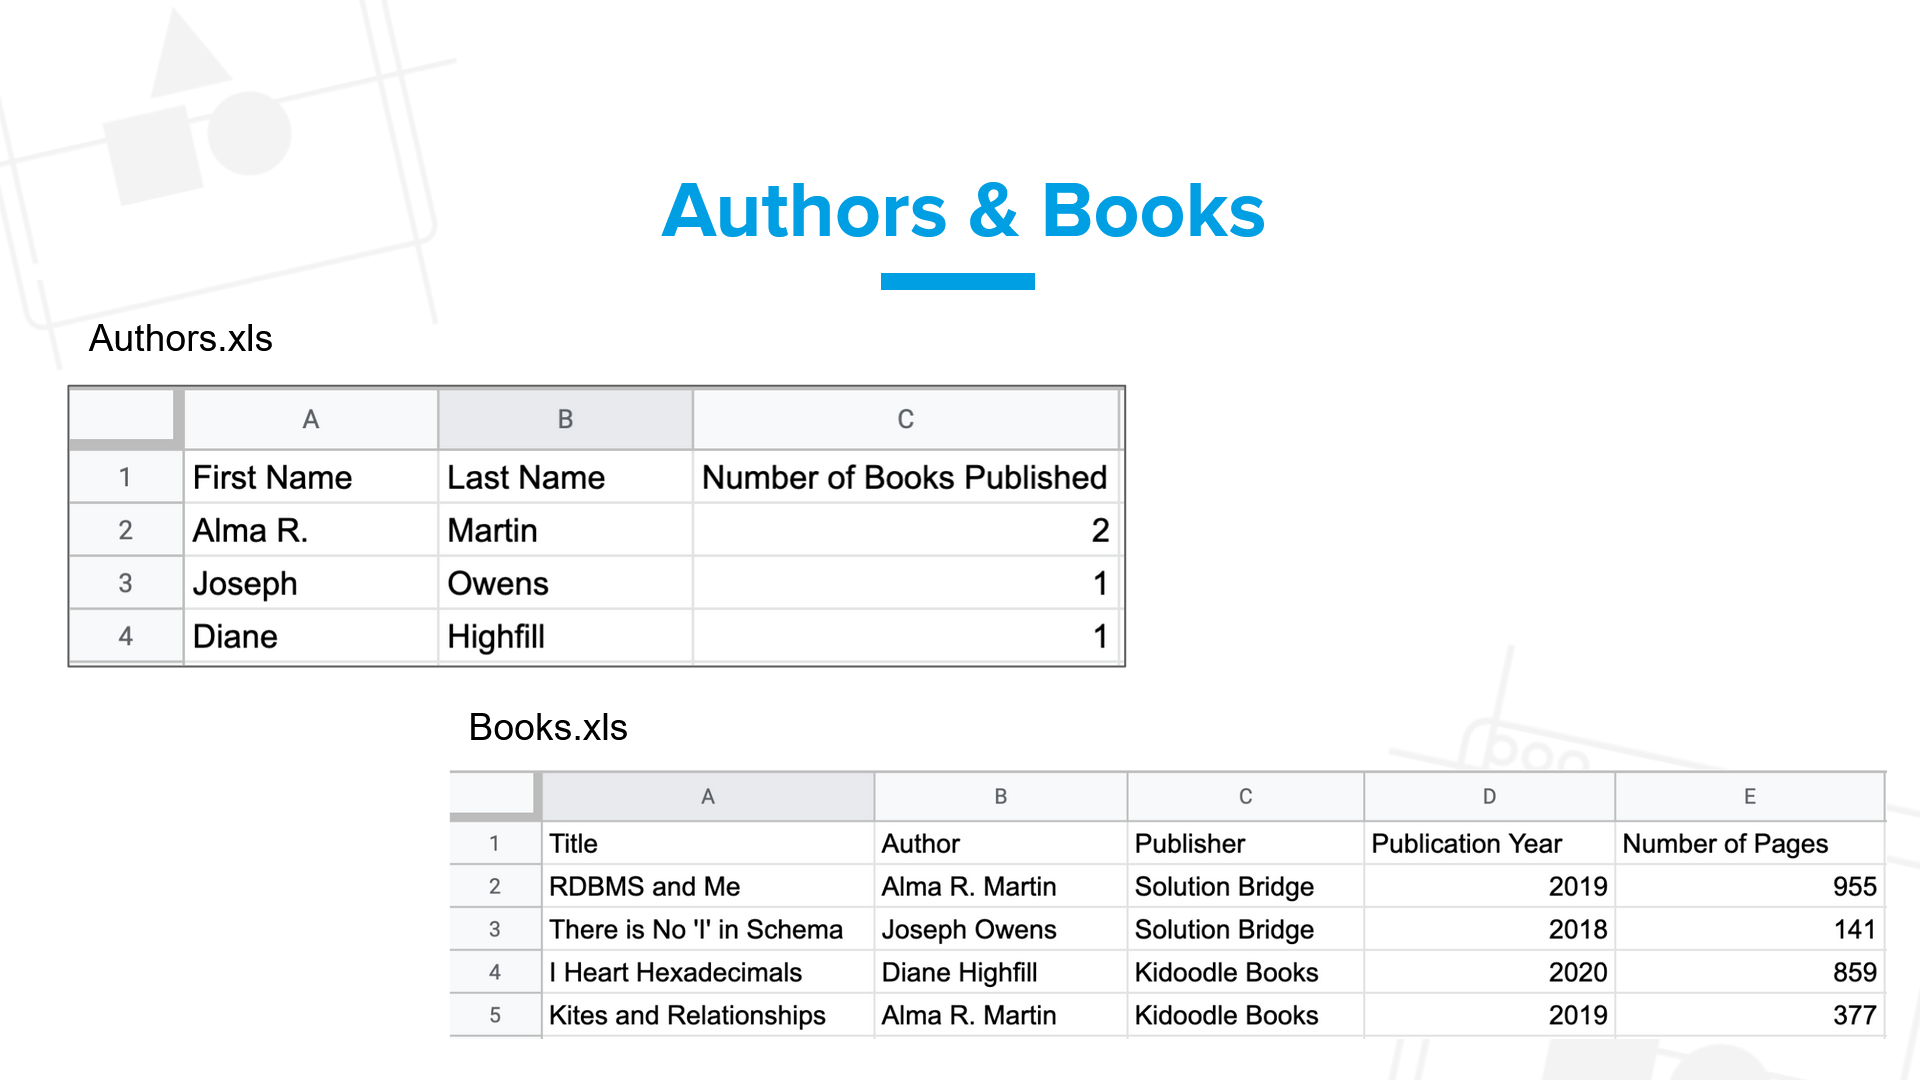 Authors & Books
Authors.xls
A B C
1 First Name Last Name Number of Books Published
2 Alma R. Martin 2
3 Joseph Owens 1
4 Diane Highfill 1
Books.xls
A B C D E
1 Title Author Publisher Publication Year Number of Pages
2 RDBMS and Me Alma R. Martin Solution Bridge 2019 955
3 There is No 'I' in Schema Joseph Owens Solution Bridge 2018 141
4 I Heart Hexadecimals Diane Highfill Kidoodle Books 2020 859
5 Kites and Relationships Alma R. Martin Kidoodle Books 2019 377